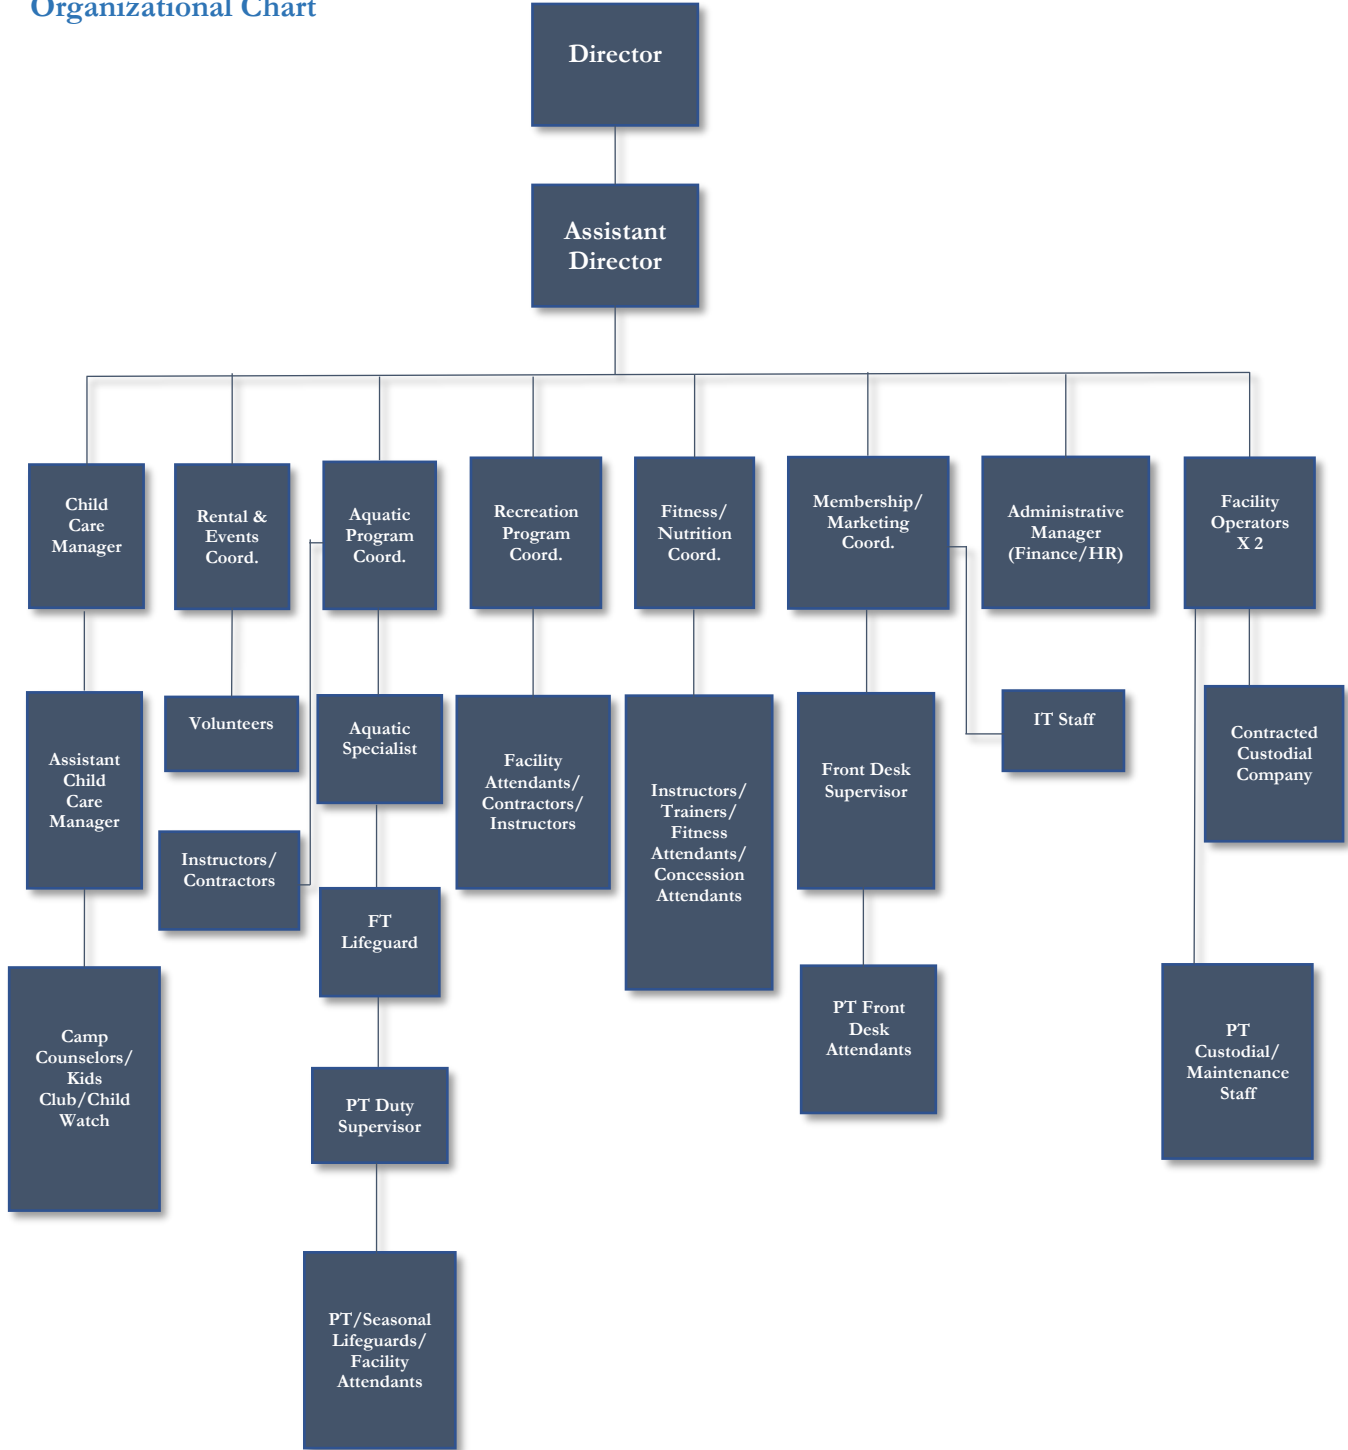 Organizational Chart
Director
Assistant
Director
Child
Care
Manager
Rental &
Events
Coord.
Aquatic
Program
Coord.
Recreation
Program
Coord.
Fitness/
Nutrition
Coord.
Membership/
Marketing
Coord.
Administrative
Manager
(Finance/HR)
Facility
Operators
X 2
Assistant
Child
Care
Manager
Volunteers
Aquatic
Specialist
Facility
Attendants/
Contractors/
Instructors
Instructors/
Trainers/
Fitness
Attendants/
Concession
Attendants
Front Desk
Supervisor
IT Staff
Contracted
Custodial
Company
Instructors/
Contractors
FT
Lifeguard
Camp
Counselors/
Kids
Club/Child
Watch
PT Front
Desk
Attendants
PT
Custodial/
Maintenance
Staff
PT Duty
Supervisor
PT/Seasonal
Lifeguards/
Facility
Attendants